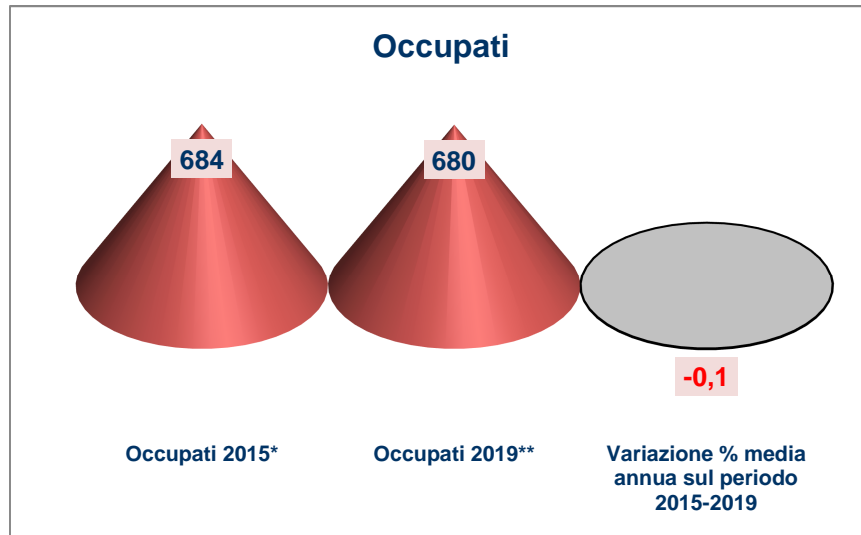 Occupati
684
680
-0,1
Occupati 2015*
Occupati 2019**
Variazione % media
annua sul periodo
2015-2019